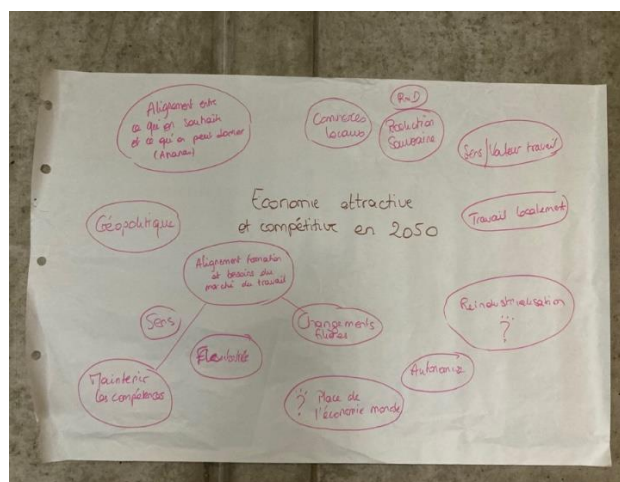 Alignement entre
ce qu'on souhaite
et ce qu'on peut donner
Commerces
locaux
RnD
Production
Souveraine
Sens/Valeur travail
Géopolitique
Economie attractive
et compétitive en 2050
Travail localement
Alignement formation
et besoins du
marché du travail
Sens
Changements
filières
Reindustrialisation
?
Flexibilité
Maintenir
les compétences
? Place de
l'économie monde
Autonomie